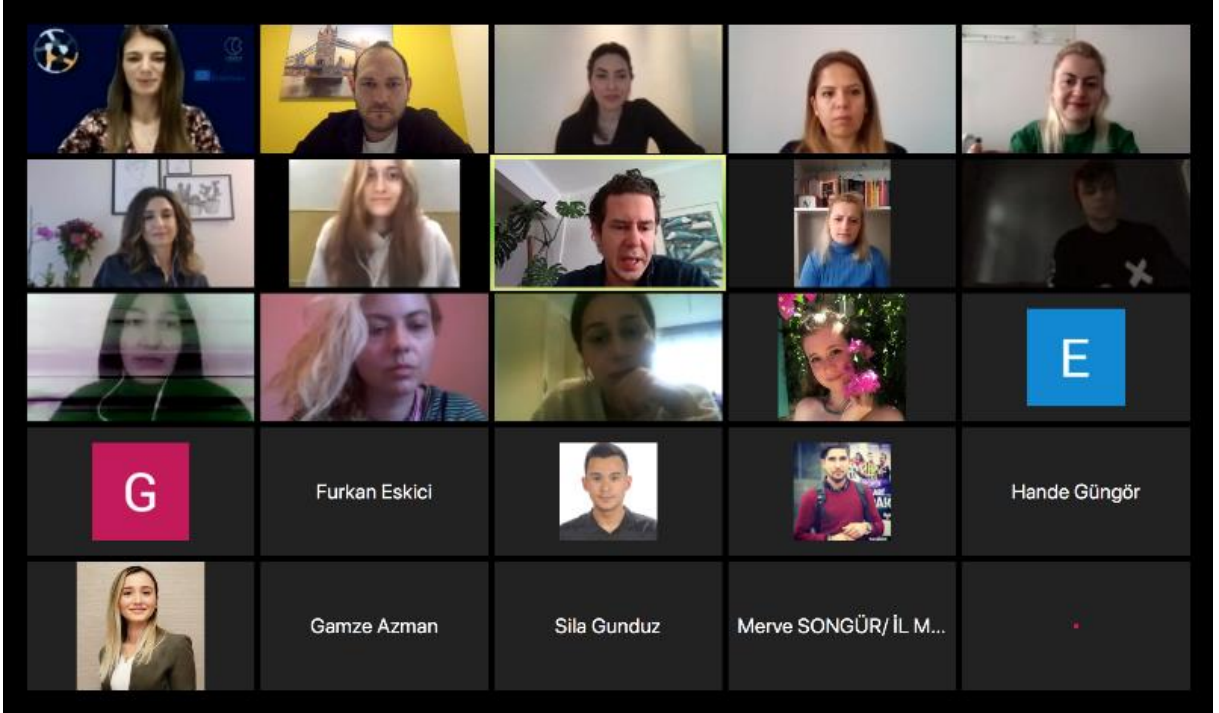 E
G
Furkan Eskici
Hande Güngör
Gamze Azman
Sila Gunduz
Merve SONGÜR/ İL M...